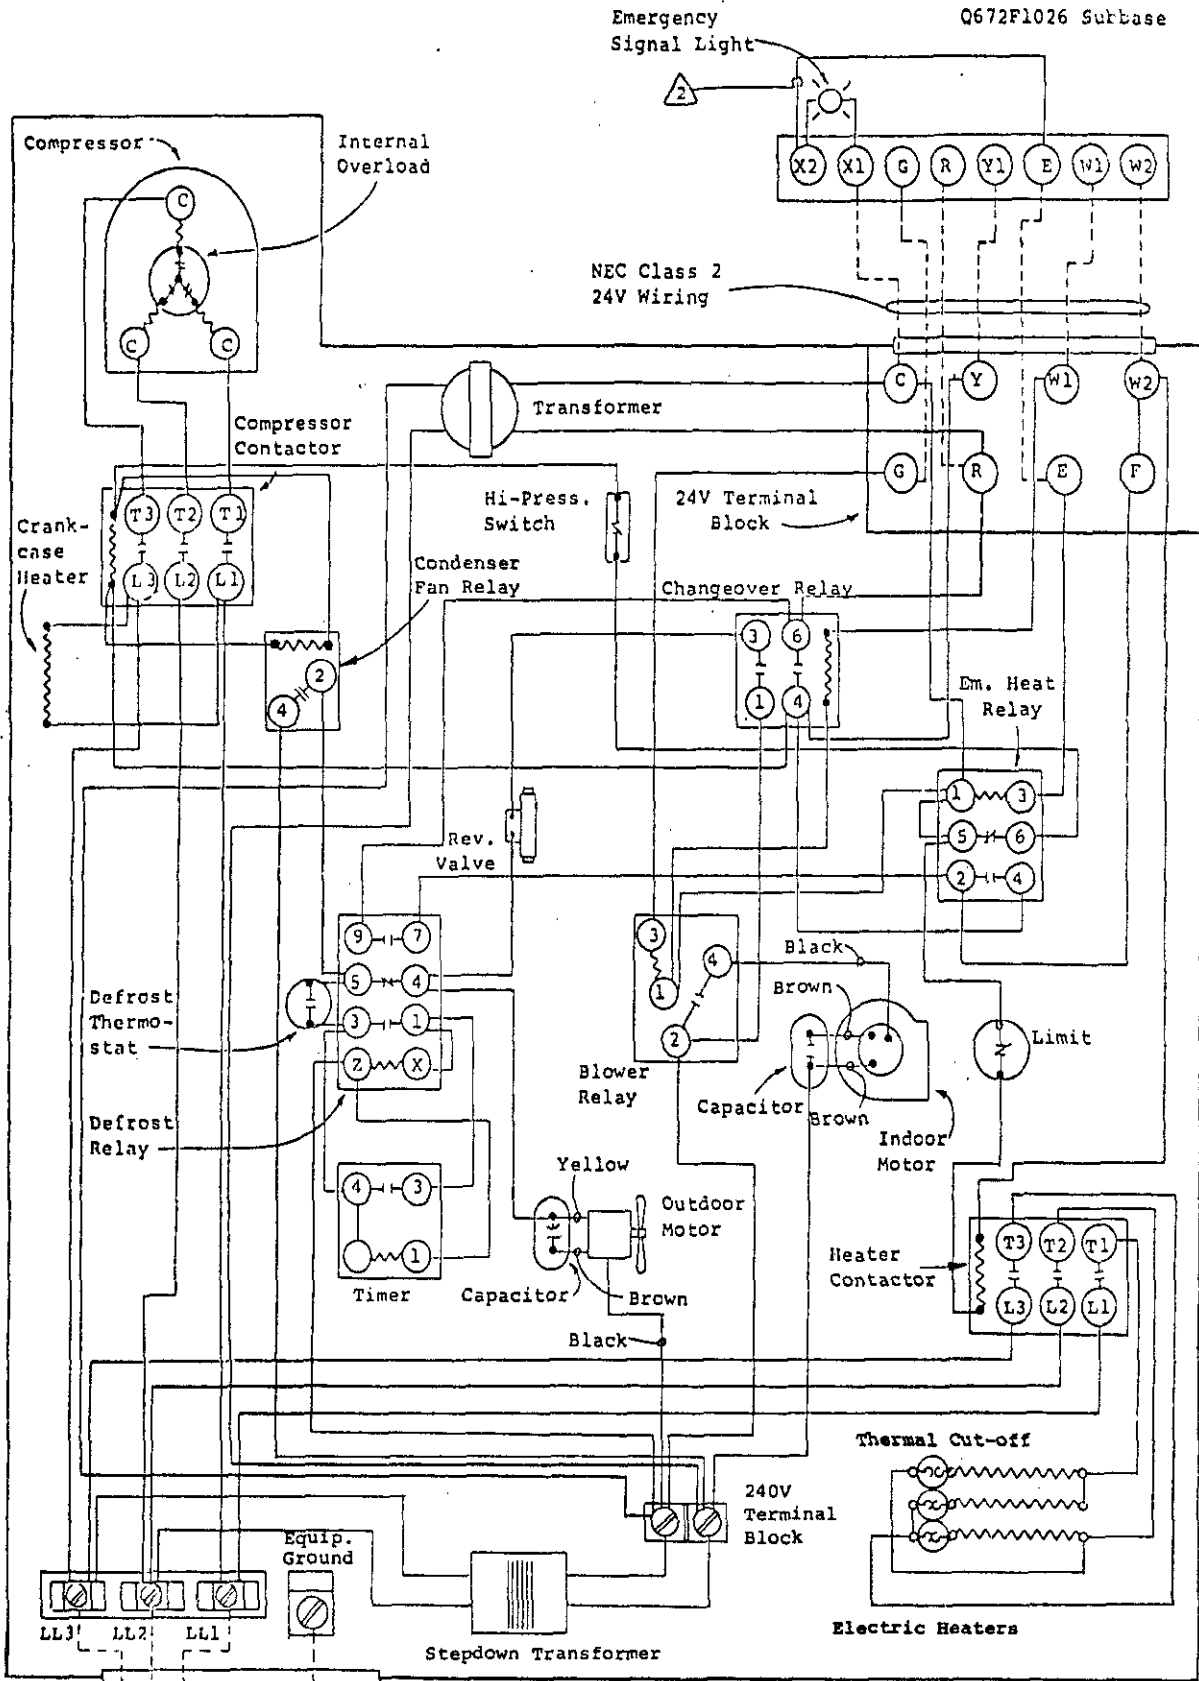 Emergency
Signal Light
Q672F1026 Subbase
2
X2 X1 G R Y1 E W1 W2
Compressor
Internal
Overload
C
C C
NEC Class 2
24V Wiring
Transformer
C Y W1 W2
Compressor
Contactor
G R E F
Hi-Press.
Switch
24V Terminal
Block
Crank-
case
Heater
T3 T2 T1
L3 L2 L1
Condenser
Fan Relay
2
4
Changeover Relay
3 6
1 4
Em. Heat
Relay
1 3
5 6
2 4
Rev.
Valve
9 7
5 4
3 1
Z X
Defrost
Thermo-
stat
Defrost
Relay
3
4
1
2
Blower
Relay
Black
Brown
Capacitor
Brown
Indoor
Motor
Limit
4 3
1
Timer
Yellow
Outdoor
Motor
Capacitor
Brown
Black
Heater
Contactor
T3 T2 T1
L3 L2 L1
Thermal Cut-off
240V
Terminal
Block
Equip.
Ground
LL3 LL2 LL1
Stepdown Transformer
Electric Heaters